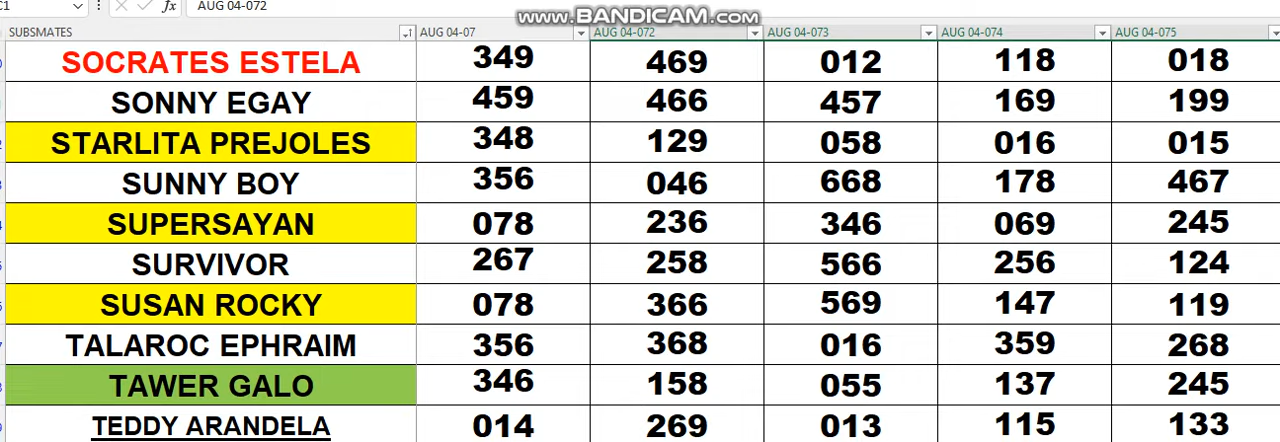 C1 fx AUG 04-072
www.BANDICAM.com
SUBSMATES AUG 04-07 AUG 04-072 AUG 04-073 AUG 04-074 AUG 04-075
SOCRATES ESTELA 349 469 012 118 018
SONNY EGAY 459 466 457 169 199
STARLITA PREJOLES 348 129 058 016 015
SUNNY BOY 356 046 668 178 467
SUPERSAYAN 078 236 346 069 245
SURVIVOR 267 258 566 256 124
SUSAN ROCKY 078 366 569 147 119
TALAROC EPHRAIM 356 368 016 359 268
TAWER GALO 346 158 055 137 245
TEDDY ARANDELA 014 269 013 115 133